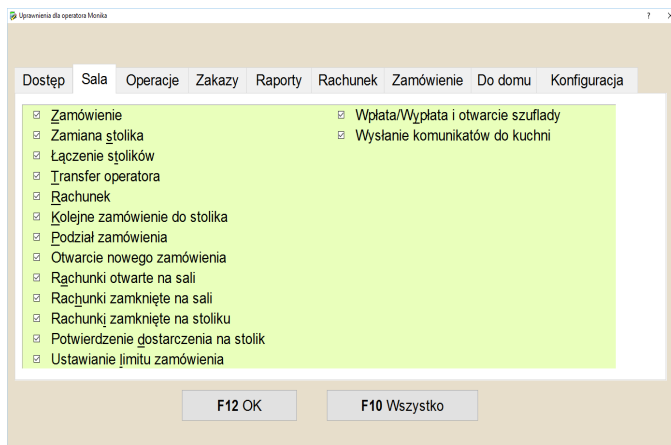 Uprawnienia dla operatora Monika ? ×
Dostęp Sala Operacje Zakazy Raporty Rachunek Zamówienie Do domu Konfiguracja
Zamówienie
Zamiana stolika
Łączenie stolików
Transfer operatora
Rachunek
Kolejne zamówienie do stolika
Podział zamówienia
Otwarcie nowego zamówienia
Rachunki otwarte na sali
Rachunki zamknięte na sali
Rachunki zamknięte na stoliku
Potwierdzenie dostarczenia na stolik
Ustawianie limitu zamówienia
Wpłata/Wypłata i otwarcie szuflady
Wysłanie komunikatów do kuchni
F12 OK
F10 Wszystko